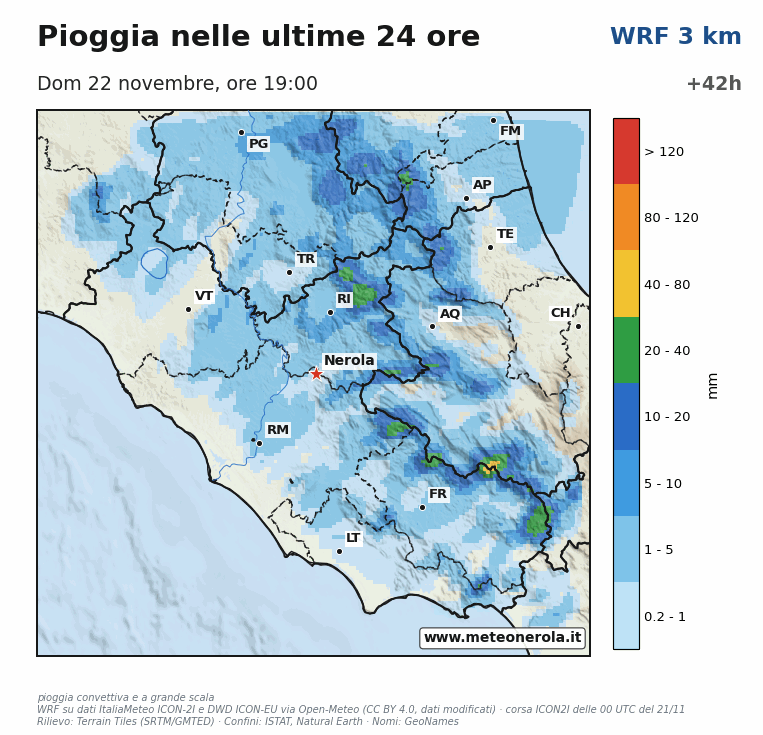 Pioggia nelle ultime 24 ore
WRF 3 km
Dom 22 novembre, ore 19:00
+42h
FM
PG
AP
TE
TR
VT
RI
AQ
CH
Nerola
RM
FR
LT
www.meteonerola.it
> 120
80 - 120
40 - 80
20 - 40
10 - 20
5 - 10
1 - 5
0.2 - 1
mm
pioggia convettiva e a grande scala
WRF su dati ItaliaMeteo ICON-2I e DWD ICON-EU via Open-Meteo (CC BY 4.0, dati modificati) · corsa ICON2I delle 00 UTC del 21/11
Rilievo: Terrain Tiles (SRTM/GMTED) · Confini: ISTAT, Natural Earth · Nomi: GeoNames